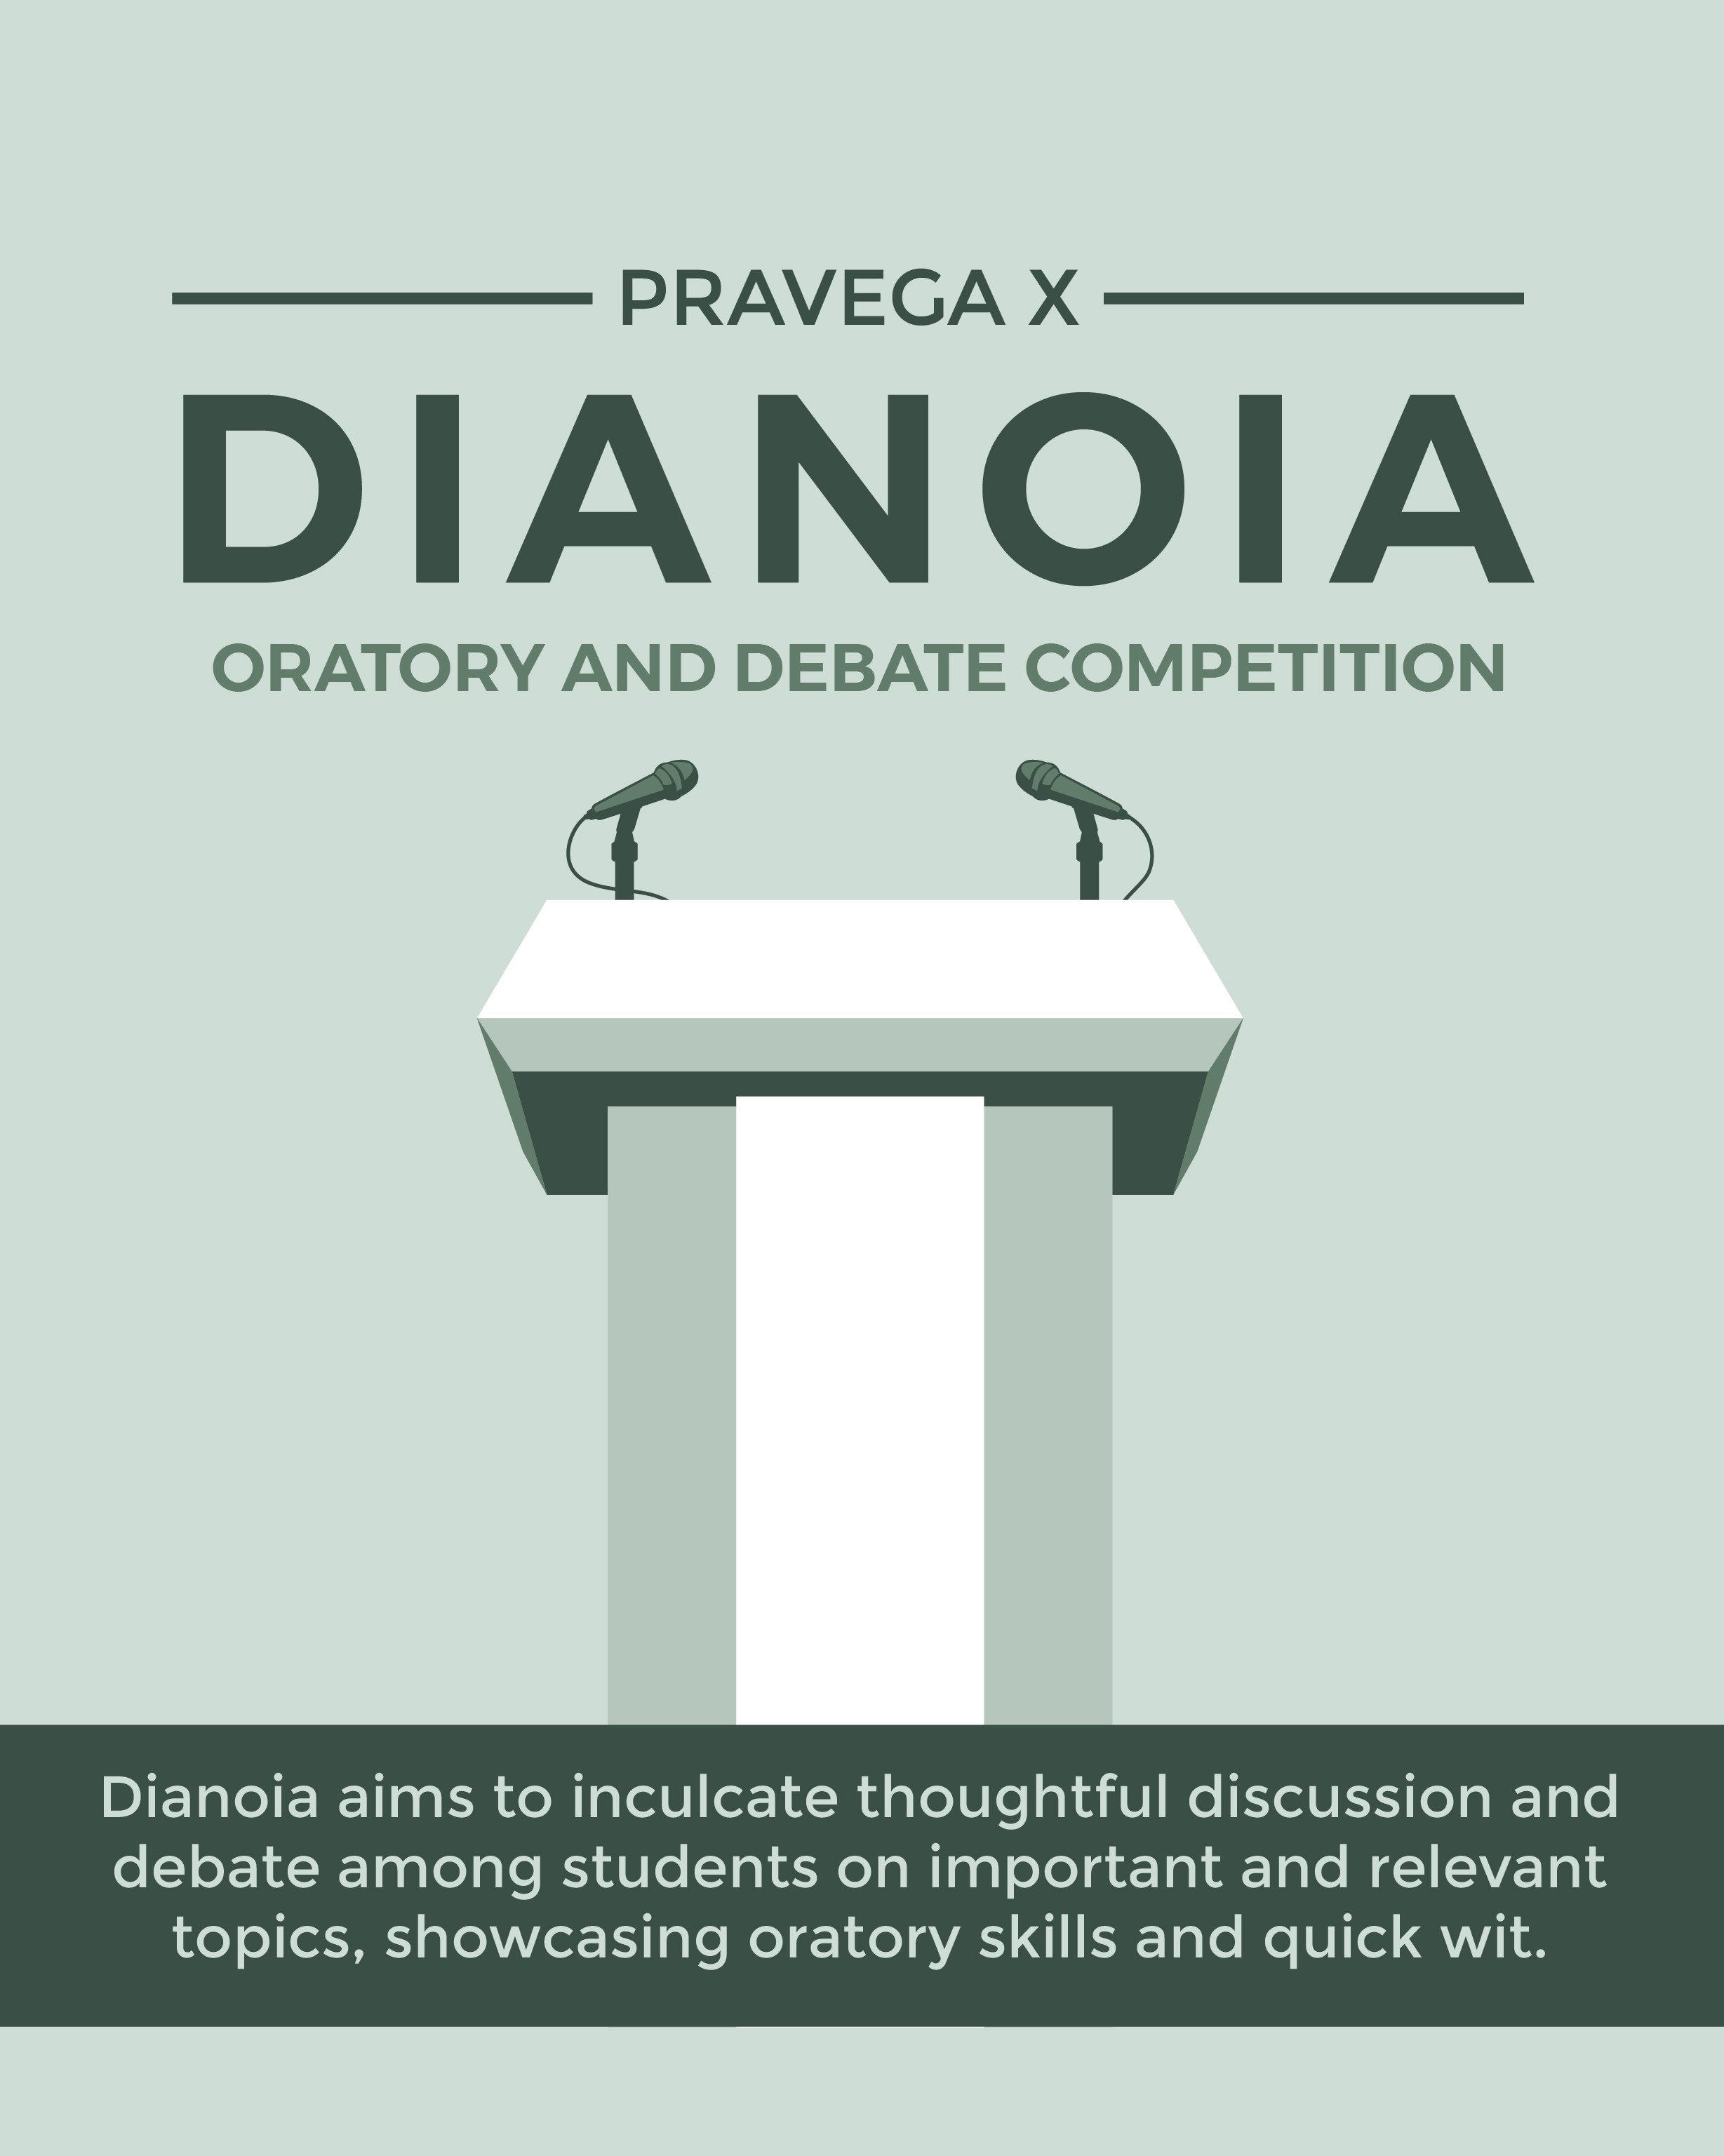 PRAVEGA X
DIANOIA
ORATORY AND DEBATE COMPETITION
Dianoia aims to inculcate thoughtful discussion and
debate among students on important and relevant
topics, showcasing oratory skills and quick wit.